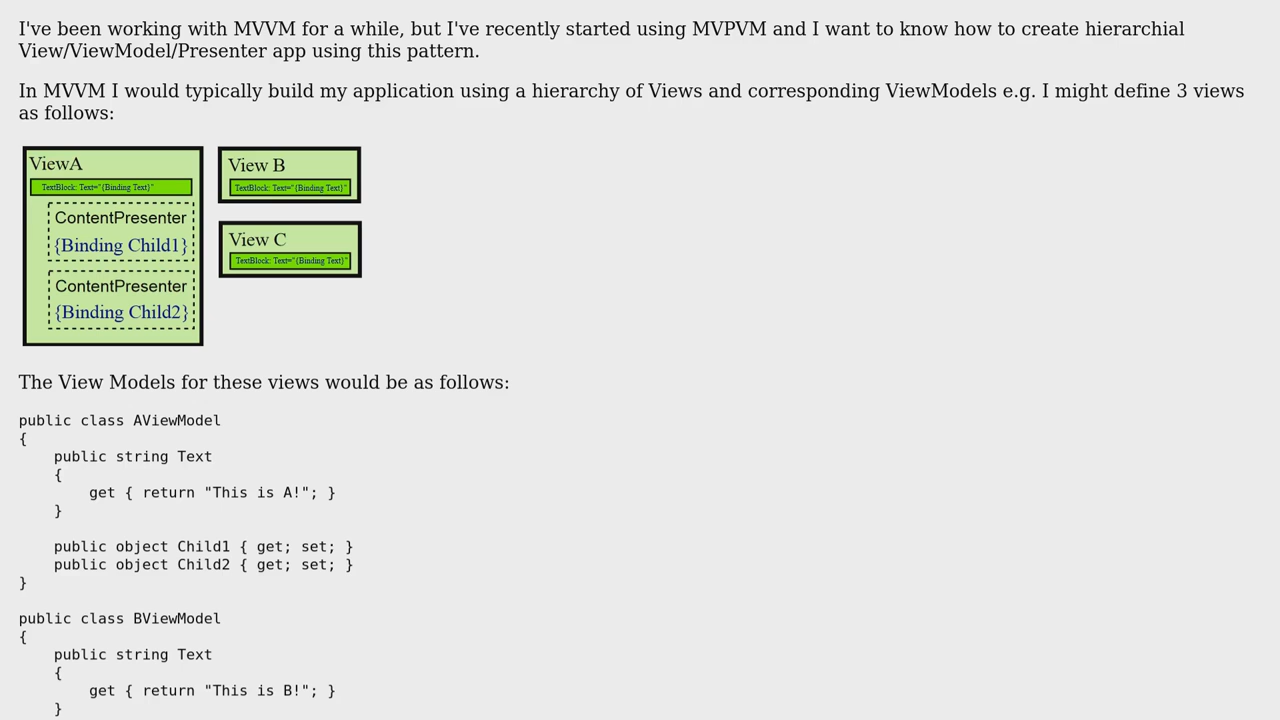 I've been working with MVVM for a while, but I've recently started using MVPVM and I want to know how to create hierarchial
View/ViewModel/Presenter app using this pattern.
In MVVM I would typically build my application using a hierarchy of Views and corresponding ViewModels e.g. I might define 3 views
as follows:
ViewA
TextBlock: Text="{Binding Text}"
ContentPresenter
{Binding Child1}
ContentPresenter
{Binding Child2}
View B
TextBlock: Text="{Binding Text}"
View C
TextBlock: Text="{Binding Text}"
The View Models for these views would be as follows:
public class AViewModel
{
    public string Text
    {
        get { return "This is A!"; }
    }
    public object Child1 { get; set; }
    public object Child2 { get; set; }
}
public class BViewModel
{
    public string Text
    {
        get { return "This is B!"; }
    }